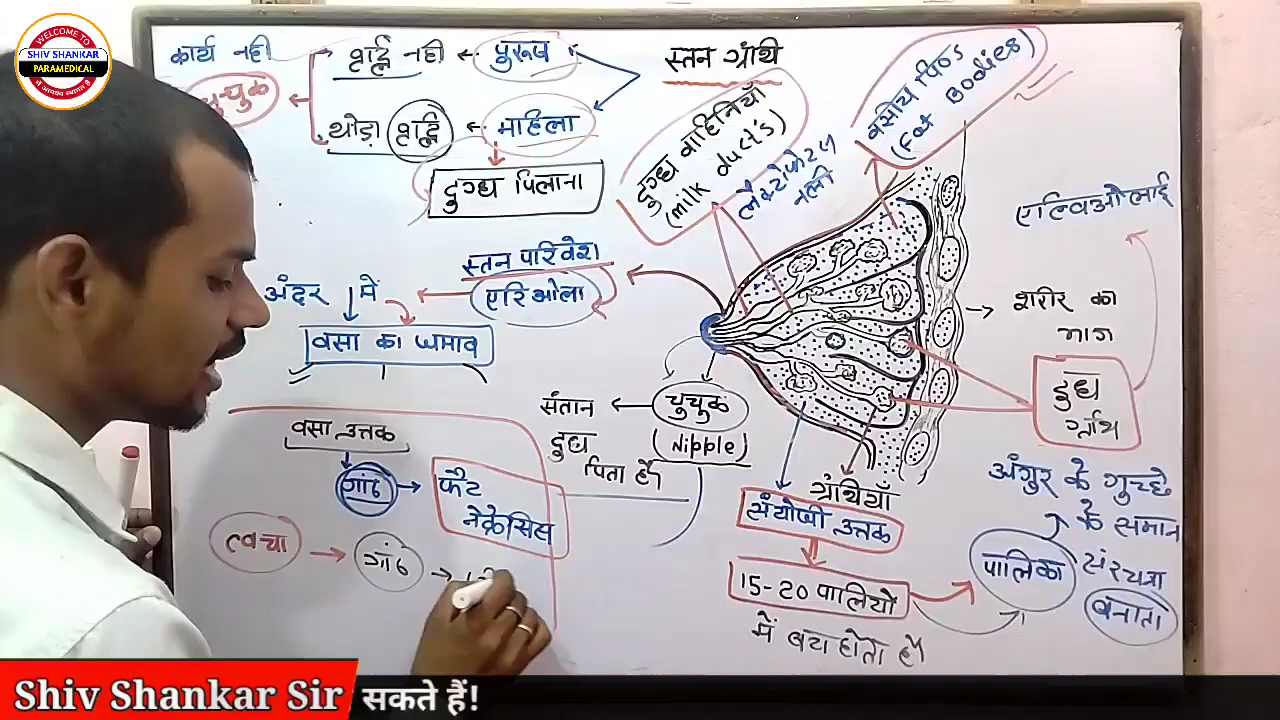 WELCOME TO
SHIV SHANKAR
PARAMEDICAL
कार्य नही
वृद्धि नही
पुरुष
थोड़ा वृद्धि
महिला
दुग्ध पिलाना
स्तन ग्रंथी
दुग्ध वाहिनियाँ
(milk duct's)
नली
वसीय पिण्ड
(Fat Bodies)
एल्विओलाई
स्तन परिवेश
एरिओला
अंदर में
वसा का जमाव
शरीर का
भाग
दुग्ध
चुचुक
(Nipple)
संतान
दुग्ध
पिता है
वसा उत्तक
गांठ
फैट
नेक्रेसिस
त्वचा
गांठ
ग्रंथियाँ
संयोजी उत्तक
15-20 पालियो
में बटा होता है
पालिका
अंगुर के गुच्छे
के समान
संरचना
बनाता
Shiv Shankar Sir सकते हैं!